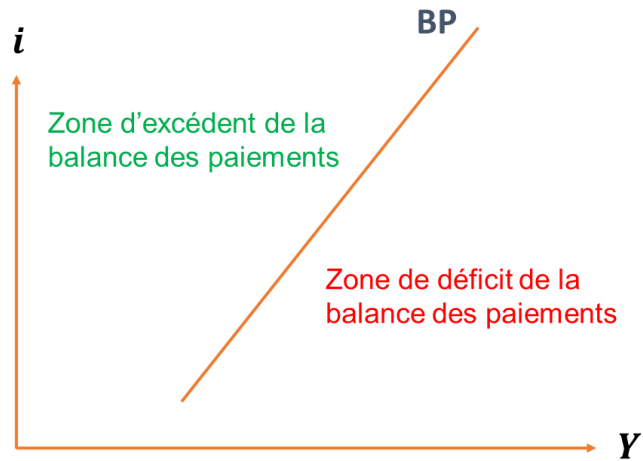 BP
i
Zone d'excédent de la
balance des paiements
Zone de déficit de la
balance des paiements
Y